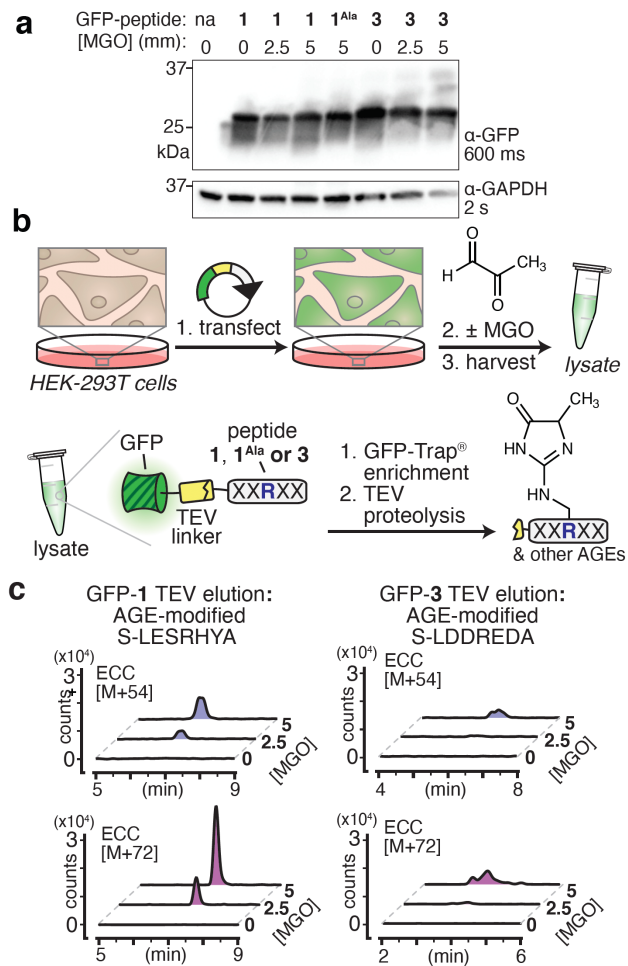 a
GFP-peptide: na 1 1 1 1Ala 3 3 3
[MGO] (mm): 0 0 2.5 5 5 0 2.5 5
37-
25-
kDa
α-GFP
600 ms
37-
α-GAPDH
2 s
b
1. transfect
HEK-293T cells
O
H
CH3
O
2. ± MGO
3. harvest
lysate
lysate
GFP
TEV
linker
peptide
1, 1Ala or 3
XXRXX
1. GFP-Trap®
enrichment
2. TEV
proteolysis
O
CH3
NH
N
HN
XXRXX
& other AGEs
c
GFP-1 TEV elution:
AGE-modified
S-LESRHYA
(x10⁴)
3
counts
0
ECC
[M+54]
5
2.5
0
[MGO]
5 (min) 9
(x10⁴)
3
counts
0
ECC
[M+72]
5
2.5
0
[MGO]
5 (min) 9
GFP-3 TEV elution:
AGE-modified
S-LDDREDA
(x10⁴)
3
counts
0
ECC
[M+54]
5
2.5
0
[MGO]
4 (min) 8
(x10⁴)
3
counts
0
ECC
[M+72]
5
2.5
0
[MGO]
2 (min) 6